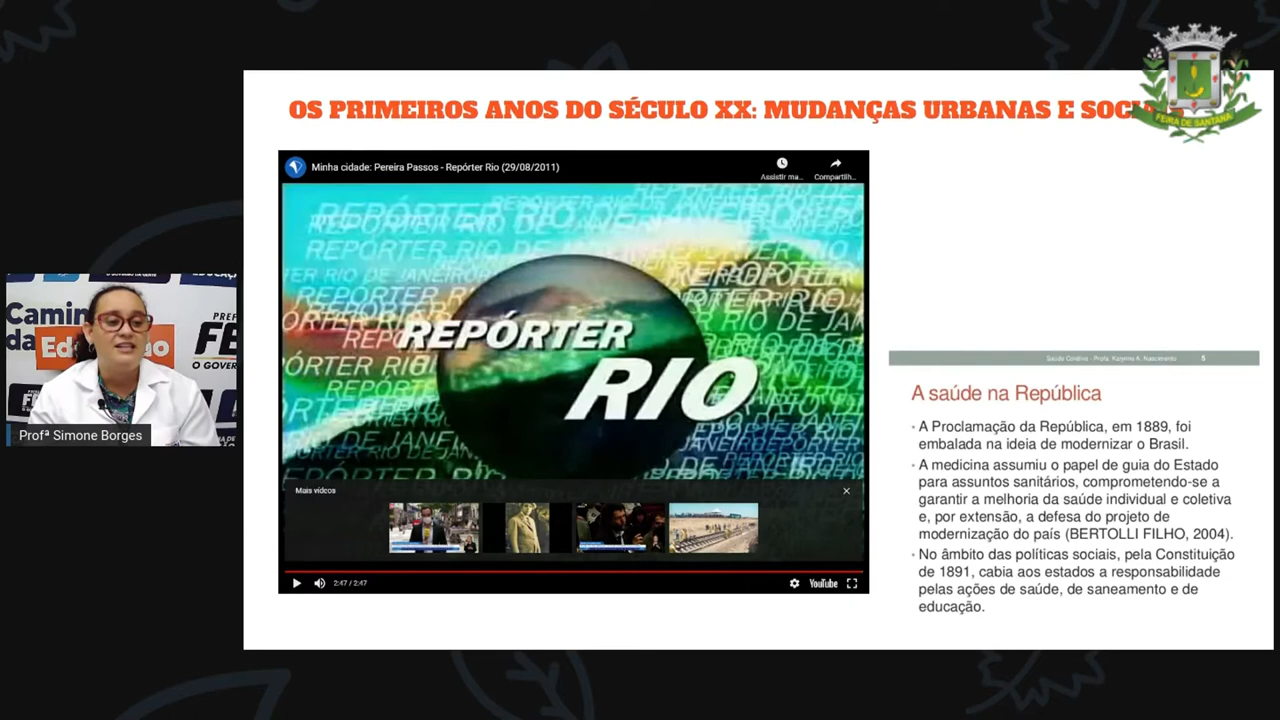 OS PRIMEIROS ANOS DO SÉCULO XX: MUDANÇAS URBANAS E SOC
FEIRA DE SANTANA
Minha cidade: Pereira Passos - Repórter Rio (29/08/2011)
Assistir ma...
Compartilh...
REPÓRTER
RIO
Mais vídeos
2:47 / 2:47
YouTube
Camin
da
Profª Simone Borges
Saúde Coletiva - Profa. Kazyme A. Nascimento 5
A saúde na República
• A Proclamação da República, em 1889, foi
embalada na ideia de modernizar o Brasil.
• A medicina assumiu o papel de guia do Estado
para assuntos sanitários, comprometendo-se a
garantir a melhoria da saúde individual e coletiva
e, por extensão, a defesa do projeto de
modernização do país (BERTOLLI FILHO, 2004).
• No âmbito das políticas sociais, pela Constituição
de 1891, cabia aos estados a responsabilidade
pelas ações de saúde, de saneamento e de
educação.